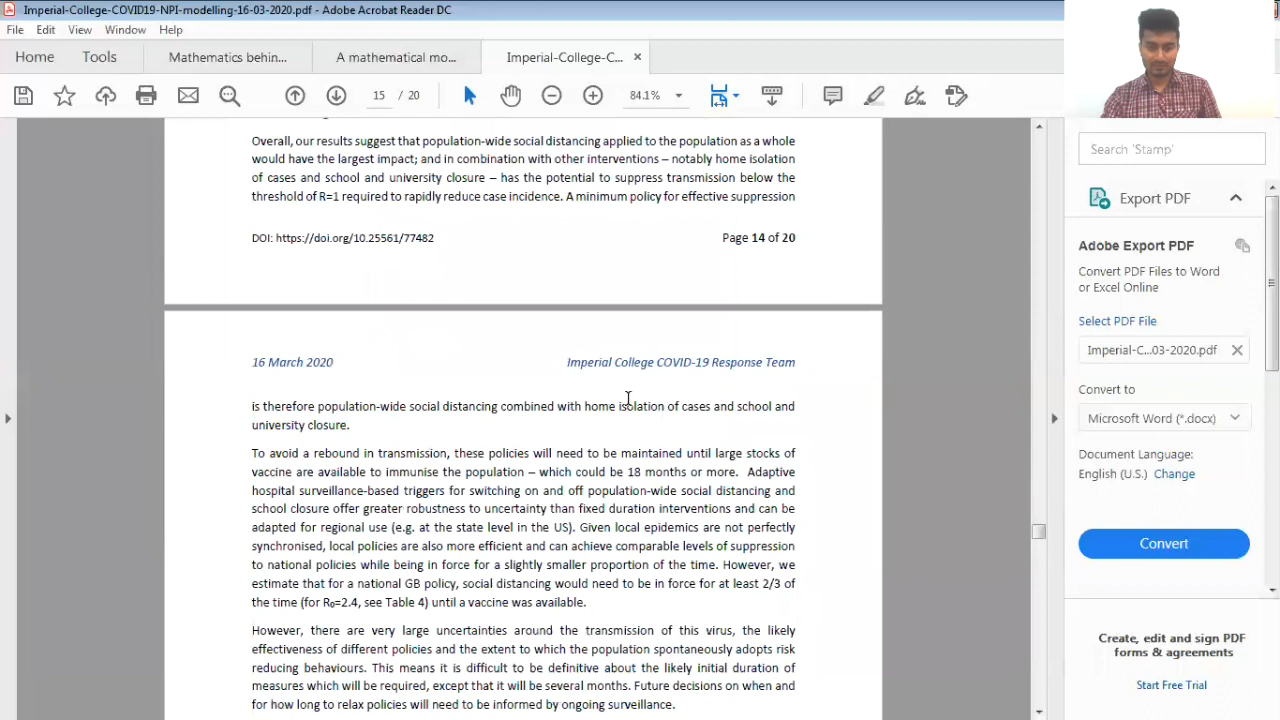 Imperial-College-COVID19-NPI-modelling-16-03-2020.pdf - Adobe Acrobat Reader DC
File Edit View Window Help
Home Tools Mathematics behin... A mathematical mo... Imperial-College-C... ×
15 / 20 84.1%
Overall, our results suggest that population-wide social distancing applied to the population as a whole
would have the largest impact; and in combination with other interventions – notably home isolation
of cases and school and university closure – has the potential to suppress transmission below the
threshold of R=1 required to rapidly reduce case incidence. A minimum policy for effective suppression
DOI: https://doi.org/10.25561/77482 Page 14 of 20
16 March 2020 Imperial College COVID-19 Response Team
is therefore population-wide social distancing combined with home isolation of cases and school and
university closure.
To avoid a rebound in transmission, these policies will need to be maintained until large stocks of
vaccine are available to immunise the population – which could be 18 months or more. Adaptive
hospital surveillance-based triggers for switching on and off population-wide social distancing and
school closure offer greater robustness to uncertainty than fixed duration interventions and can be
adapted for regional use (e.g. at the state level in the US). Given local epidemics are not perfectly
synchronised, local policies are also more efficient and can achieve comparable levels of suppression
to national policies while being in force for a slightly smaller proportion of the time. However, we
estimate that for a national GB policy, social distancing would need to be in force for at least 2/3 of
the time (for R₀=2.4, see Table 4) until a vaccine was available.
However, there are very large uncertainties around the transmission of this virus, the likely
effectiveness of different policies and the extent to which the population spontaneously adopts risk
reducing behaviours. This means it is difficult to be definitive about the likely initial duration of
measures which will be required, except that it will be several months. Future decisions on when and
for how long to relax policies will need to be informed by ongoing surveillance.
Search 'Stamp'
Export PDF
Adobe Export PDF
Convert PDF Files to Word
or Excel Online
Select PDF File
Imperial-C...03-2020.pdf
Convert to
Microsoft Word (*.docx)
Document Language:
English (U.S.) Change
Convert
Create, edit and sign PDF
forms & agreements
Start Free Trial